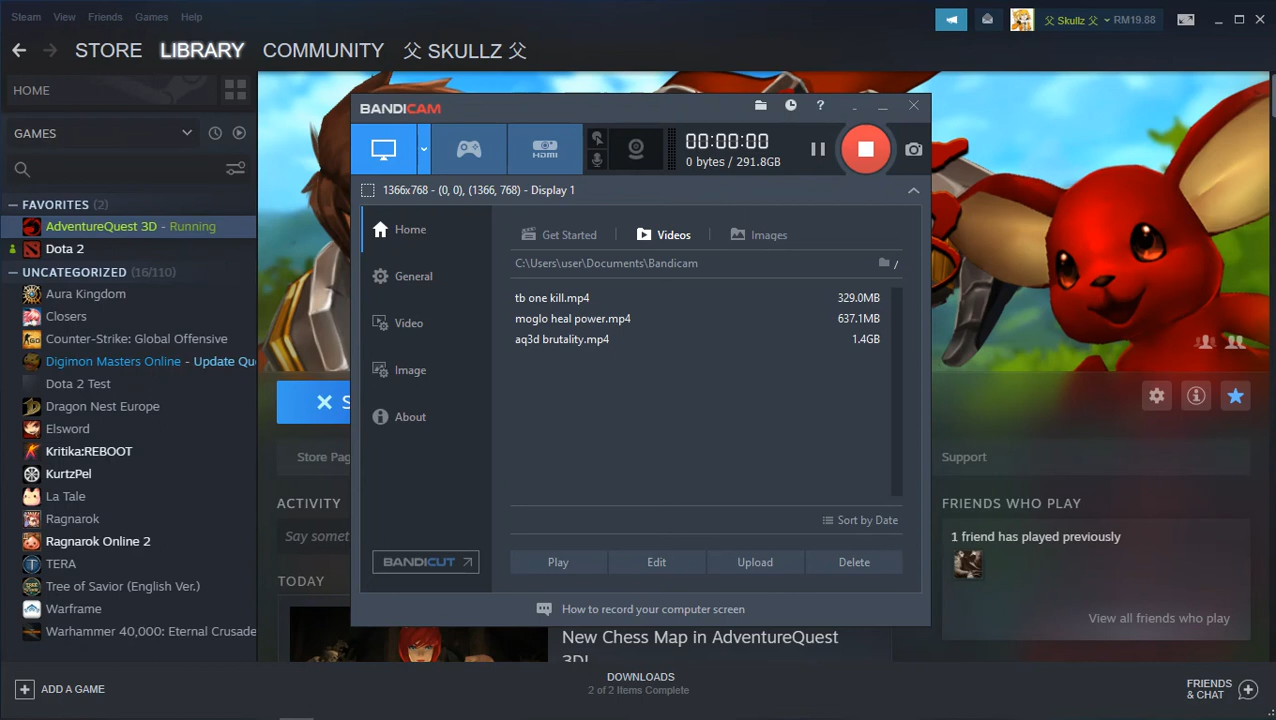 Steam View Friends Games Help
父 Skullz 父 RM19.88
STORE LIBRARY COMMUNITY 父 SKULLZ 父
HOME
GAMES
FAVORITES (2)
AdventureQuest 3D - Running
Dota 2
UNCATEGORIZED (16/110)
Aura Kingdom
Closers
Counter-Strike: Global Offensive
Digimon Masters Online - Update Qu
Dota 2 Test
Dragon Nest Europe
Elsword
Kritika:REBOOT
KurtzPel
La Tale
Ragnarok
Ragnarok Online 2
TERA
Tree of Savior (English Ver.)
Warframe
Warhammer 40,000: Eternal Crusade
BANDICAM
?
HDMI
00:00:00
0 bytes / 291.8GB
1366x768 - (0, 0), (1366, 768) - Display 1
Home
General
Video
Image
About
BANDICUT
Get Started Videos Images
C:\Users\user\Documents\Bandicam /
tb one kill.mp4 329.0MB
moglo heal power.mp4 637.1MB
aq3d brutality.mp4 1.4GB
Sort by Date
Play Edit Upload Delete
How to record your computer screen
S
Store Pag
Support
ACTIVITY
Say somet
TODAY
New Chess Map in AdventureQuest
3D!
FRIENDS WHO PLAY
1 friend has played previously
View all friends who play
ADD A GAME
DOWNLOADS
2 of 2 Items Complete
FRIENDS
& CHAT